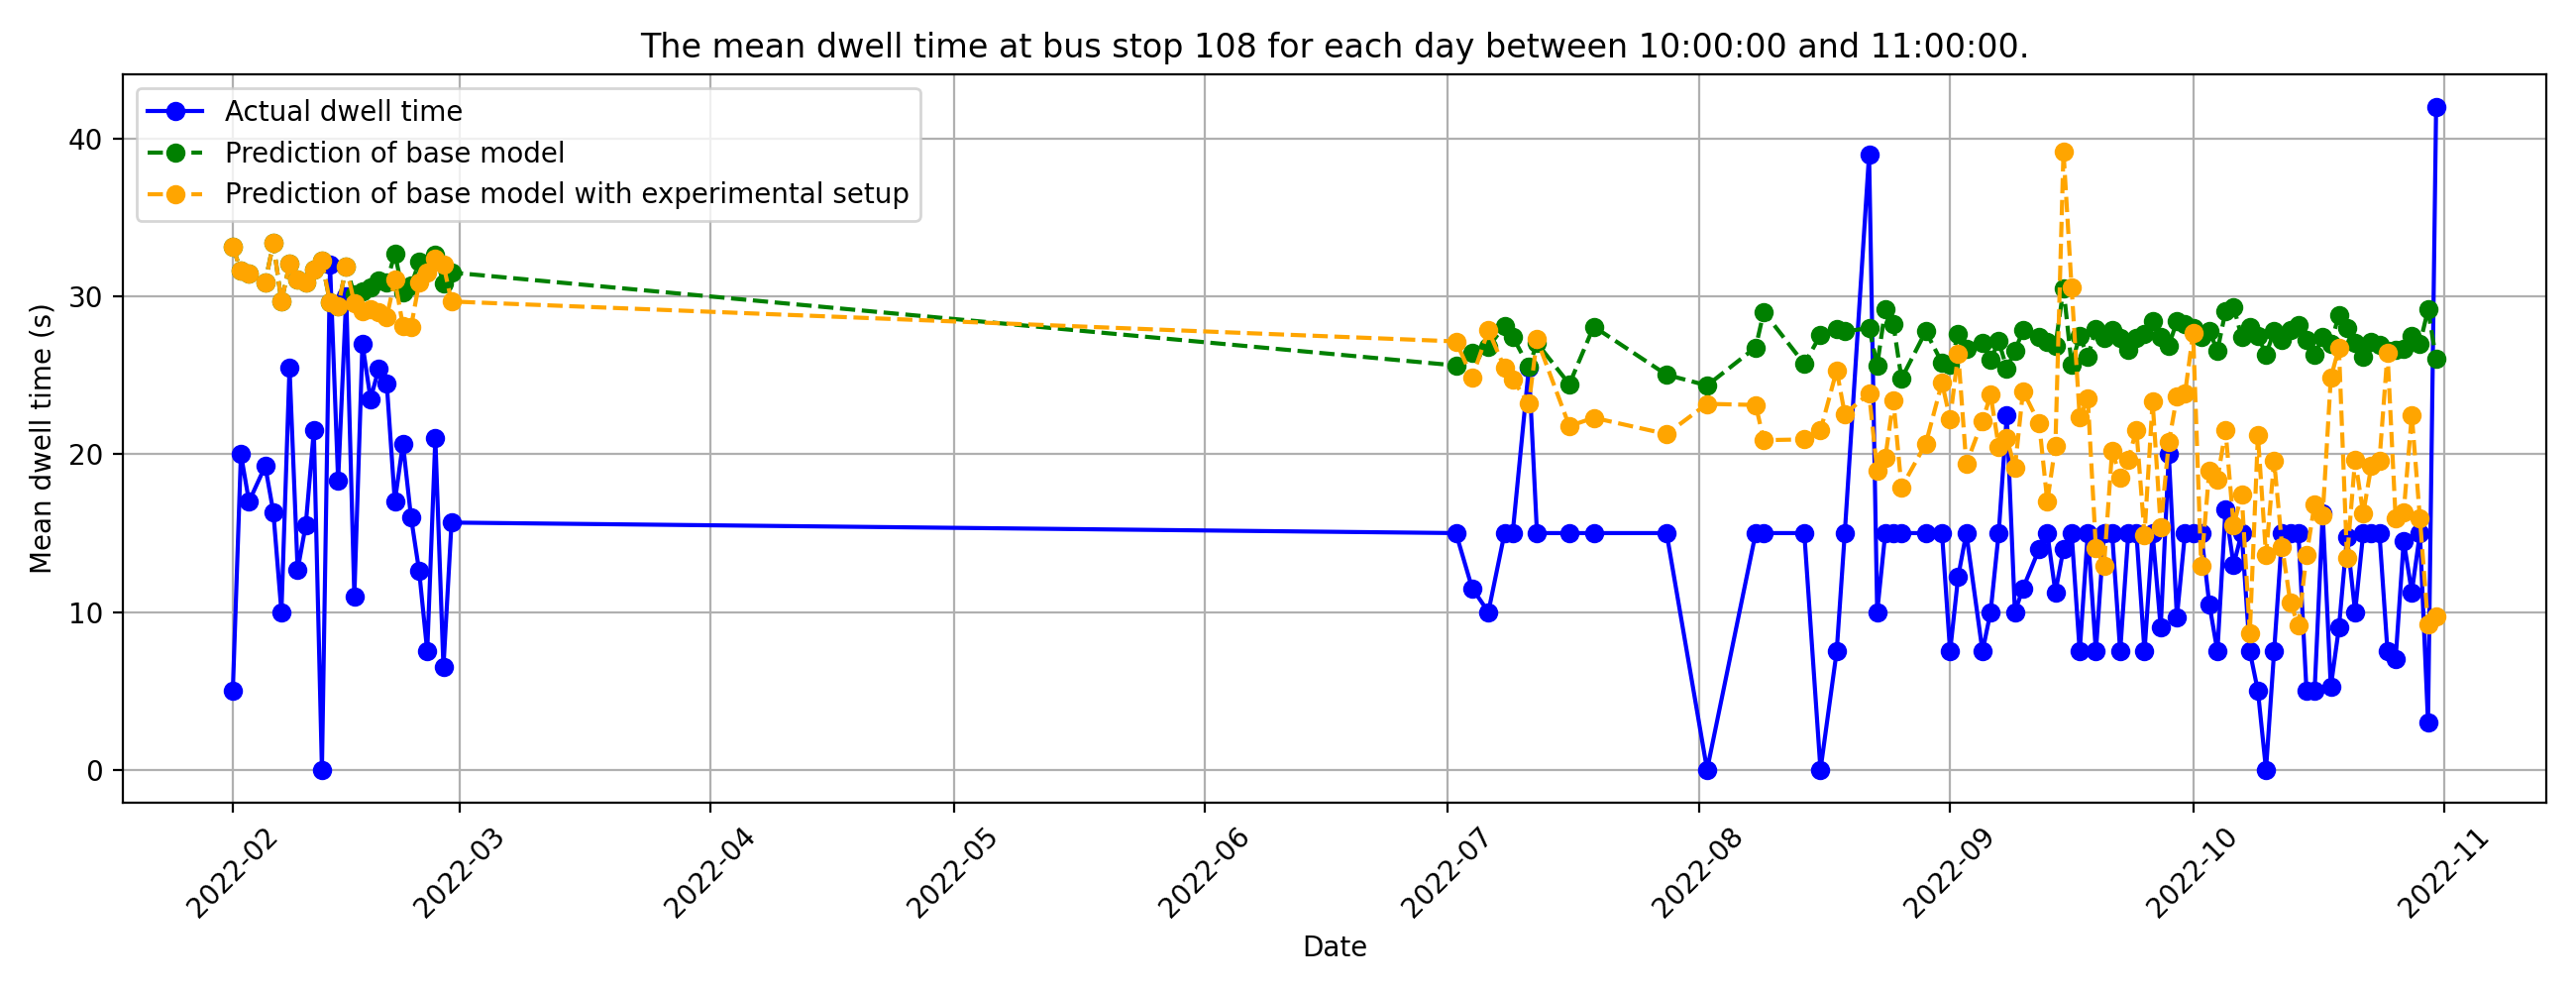 The mean dwell time at bus stop 108 for each day between 10:00:00 and 11:00:00.
Actual dwell time
Prediction of base model
Prediction of base model with experimental setup
Mean dwell time (s)
40
30
20
10
0
2022-02
2022-03
2022-04
2022-05
2022-06
2022-07
2022-08
2022-09
2022-10
2022-11
Date